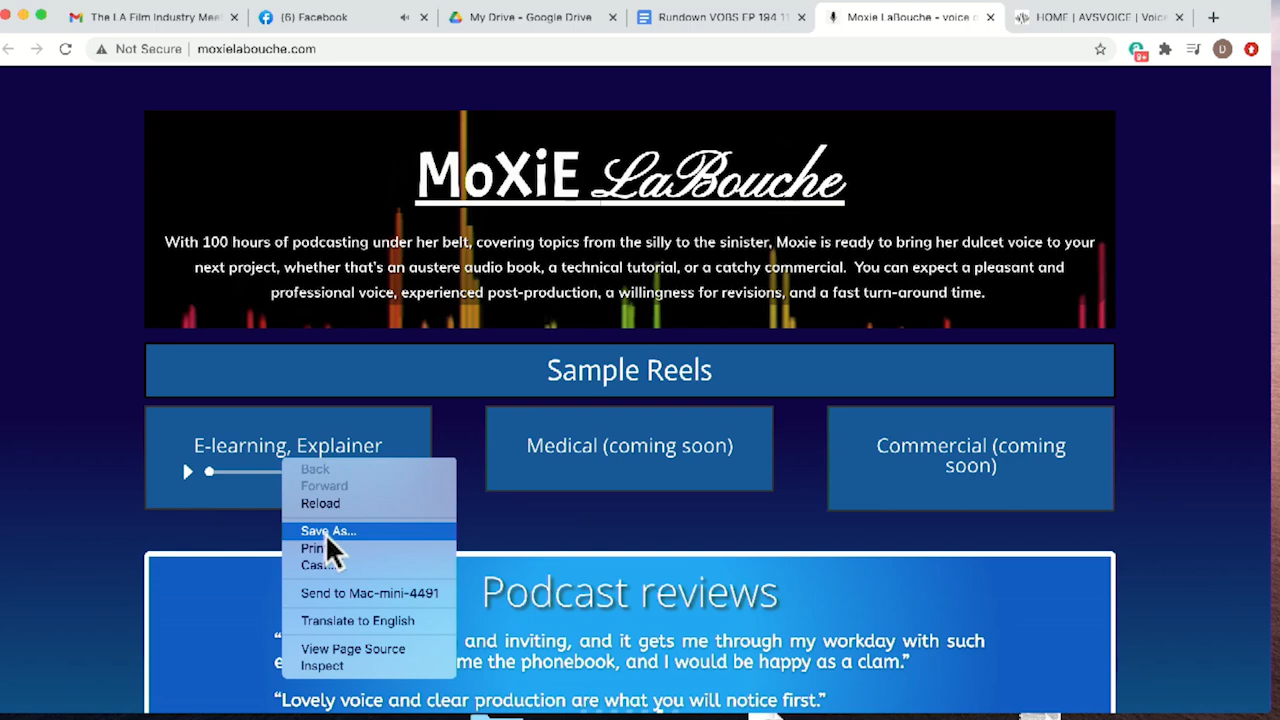 The LA Film Industry Meet
(6) Facebook
My Drive - Google Drive
Rundown VOBS EP 194 11
Moxie LaBouche - voice o
HOME | AVSVOICE | Voice
Not Secure
moxielabouche.com
9+
D
MoXiE LaBouche
With 100 hours of podcasting under her belt, covering topics from the silly to the sinister, Moxie is ready to bring her dulcet voice to your
next project, whether that's an austere audio book, a technical tutorial, or a catchy commercial. You can expect a pleasant and
professional voice, experienced post-production, a willingness for revisions, and a fast turn-around time.
Sample Reels
E-learning, Explainer
Medical (coming soon)
Commercial (coming
soon)
Back
Forward
Reload
Save As...
Prin
Cas
Send to Mac-mini-4491
Translate to English
View Page Source
Inspect
Podcast reviews
and inviting, and it gets me through my workday with such
me the phonebook, and I would be happy as a clam."
"Lovely voice and clear production are what you will notice first."